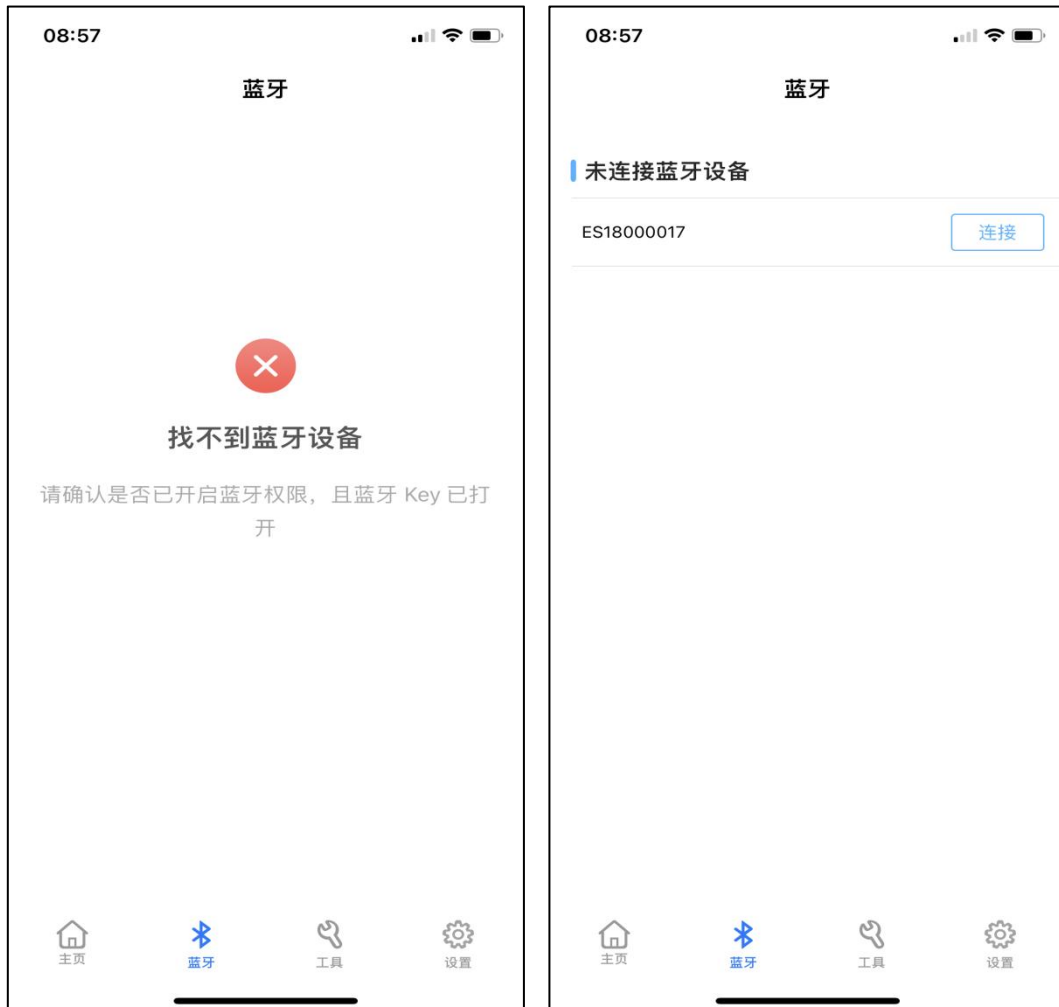 08:57
蓝牙
找不到蓝牙设备
请确认是否已开启蓝牙权限，且蓝牙 Key 已打
开
主页
蓝牙
工具
设置
08:57
蓝牙
未连接蓝牙设备
ES18000017
连接
主页
蓝牙
工具
设置